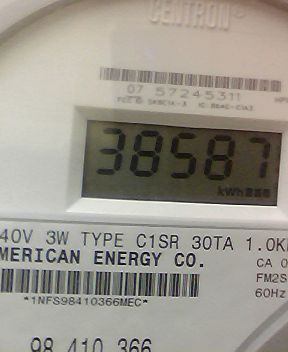 CENTRON®
07 57245311
38587
kWh
40V 3W TYPE C1SR 30TA 1.0K
MERICAN ENERGY CO.
CA 0
FM2S
*1NFS98410366MEC*
60Hz
98 410 366